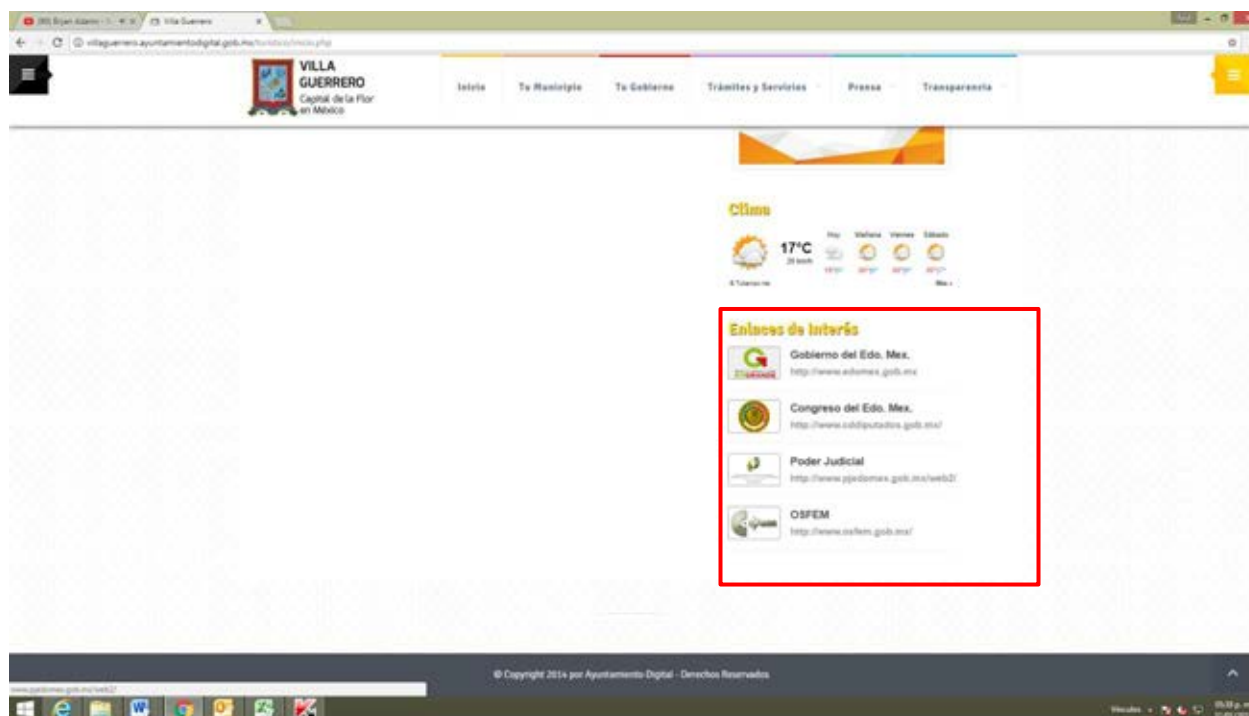 Villa Guerrero
villaguerrero.ayuntamientodigital.gob.mx/turistico/inicio.php
VILLA
GUERRERO
Capital de la Flor
en México
Inicio Tu Municipio Tu Gobierno Trámites y Servicios Prensa Transparencia
Clima
Hoy Mañana Viernes Sábado
17°C
Enlaces de Interés
Gobierno del Edo. Mex.
http://www.edomex.gob.mx
Congreso del Edo. Mex.
http://www.cddiputados.gob.mx/
Poder Judicial
http://www.pjedomex.gob.mx/web2/
OSFEM
http://www.osfem.gob.mx/
© Copyright 2014 por Ayuntamiento Digital - Derechos Reservados
www.pjedomex.gob.mx/web2/